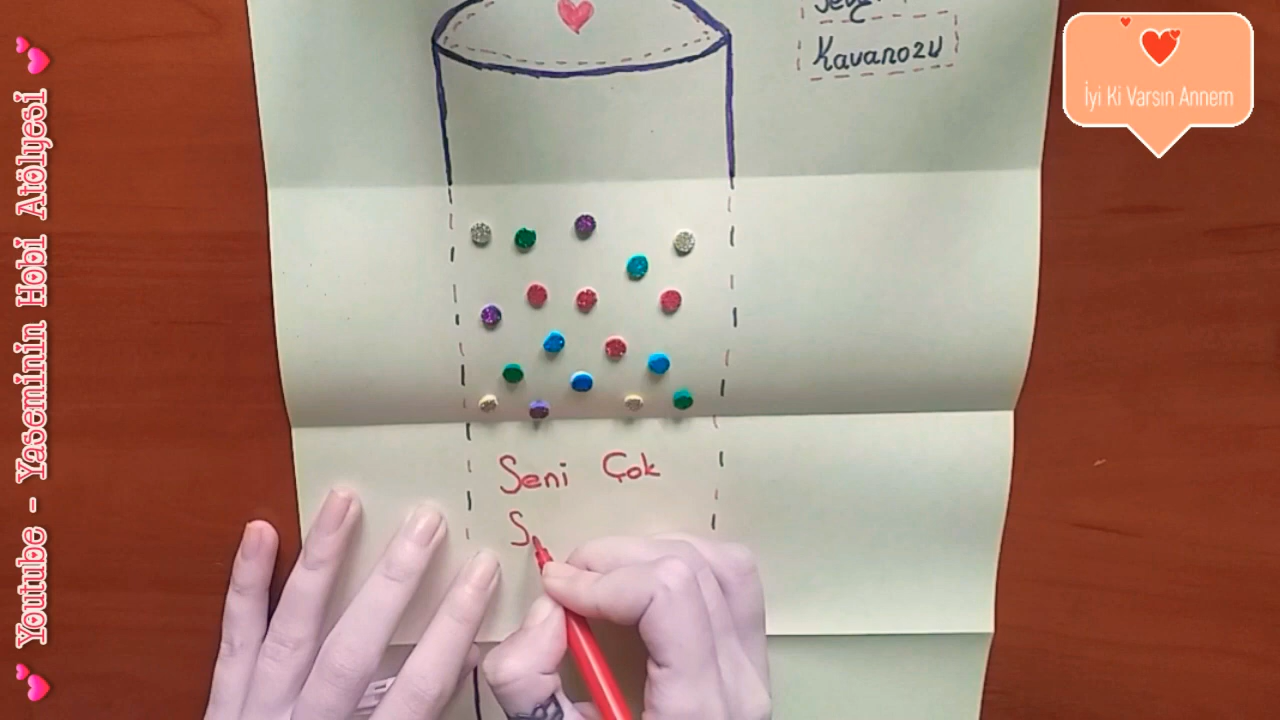 Kavanozu
İyi Ki Varsın Annem
Seni Çok
S
Youtube - Yaseminin Hobi Atölyesi